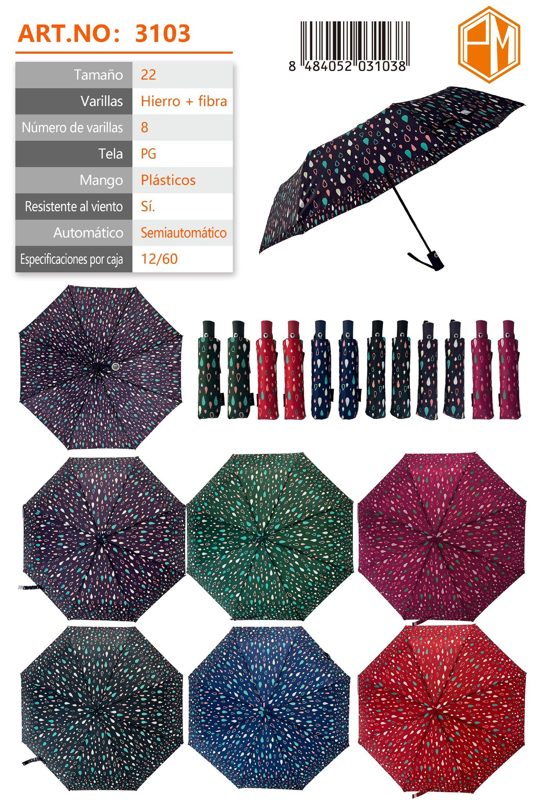 ART.NO: 3103
8 484052 031038
PM
Tamaño 22
Varillas Hierro + fibra
Número de varillas 8
Tela PG
Mango Plásticos
Resistente al viento Sí.
Automático Semiautomático
Especificaciones por caja 12/60